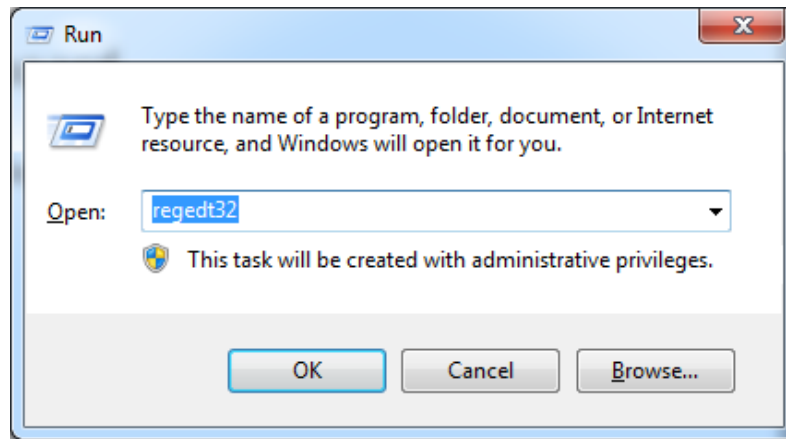 Run
Type the name of a program, folder, document, or Internet
resource, and Windows will open it for you.
Open: regedt32
This task will be created with administrative privileges.
OK Cancel Browse...